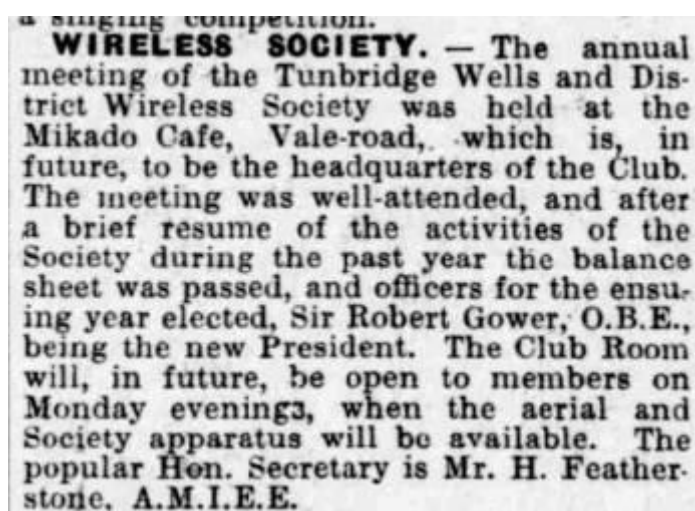 a singing competition.
WIRELESS SOCIETY. — The annual
meeting of the Tunbridge Wells and Dis-
trict Wireless Society was held at the
Mikado Cafe, Vale-road, which is, in
future, to be the headquarters of the Club.
The meeting was well-attended, and after
a brief resume of the activities of the
Society during the past year the balance
sheet was passed, and officers for the ensu-
ing year elected, Sir Robert Gower, O.B.E.,
being the new President. The Club Room
will, in future, be open to members on
Monday evenings, when the aerial and
Society apparatus will be available. The
popular Hon. Secretary is Mr. H. Feather-
stone, A.M.I.E.E.